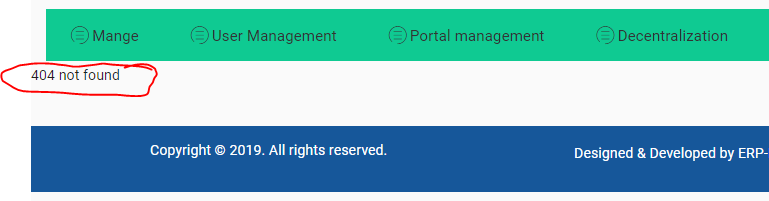 Mange User Management Portal management Decentralization
404 not found
Copyright © 2019. All rights reserved. Designed & Developed by ERP-